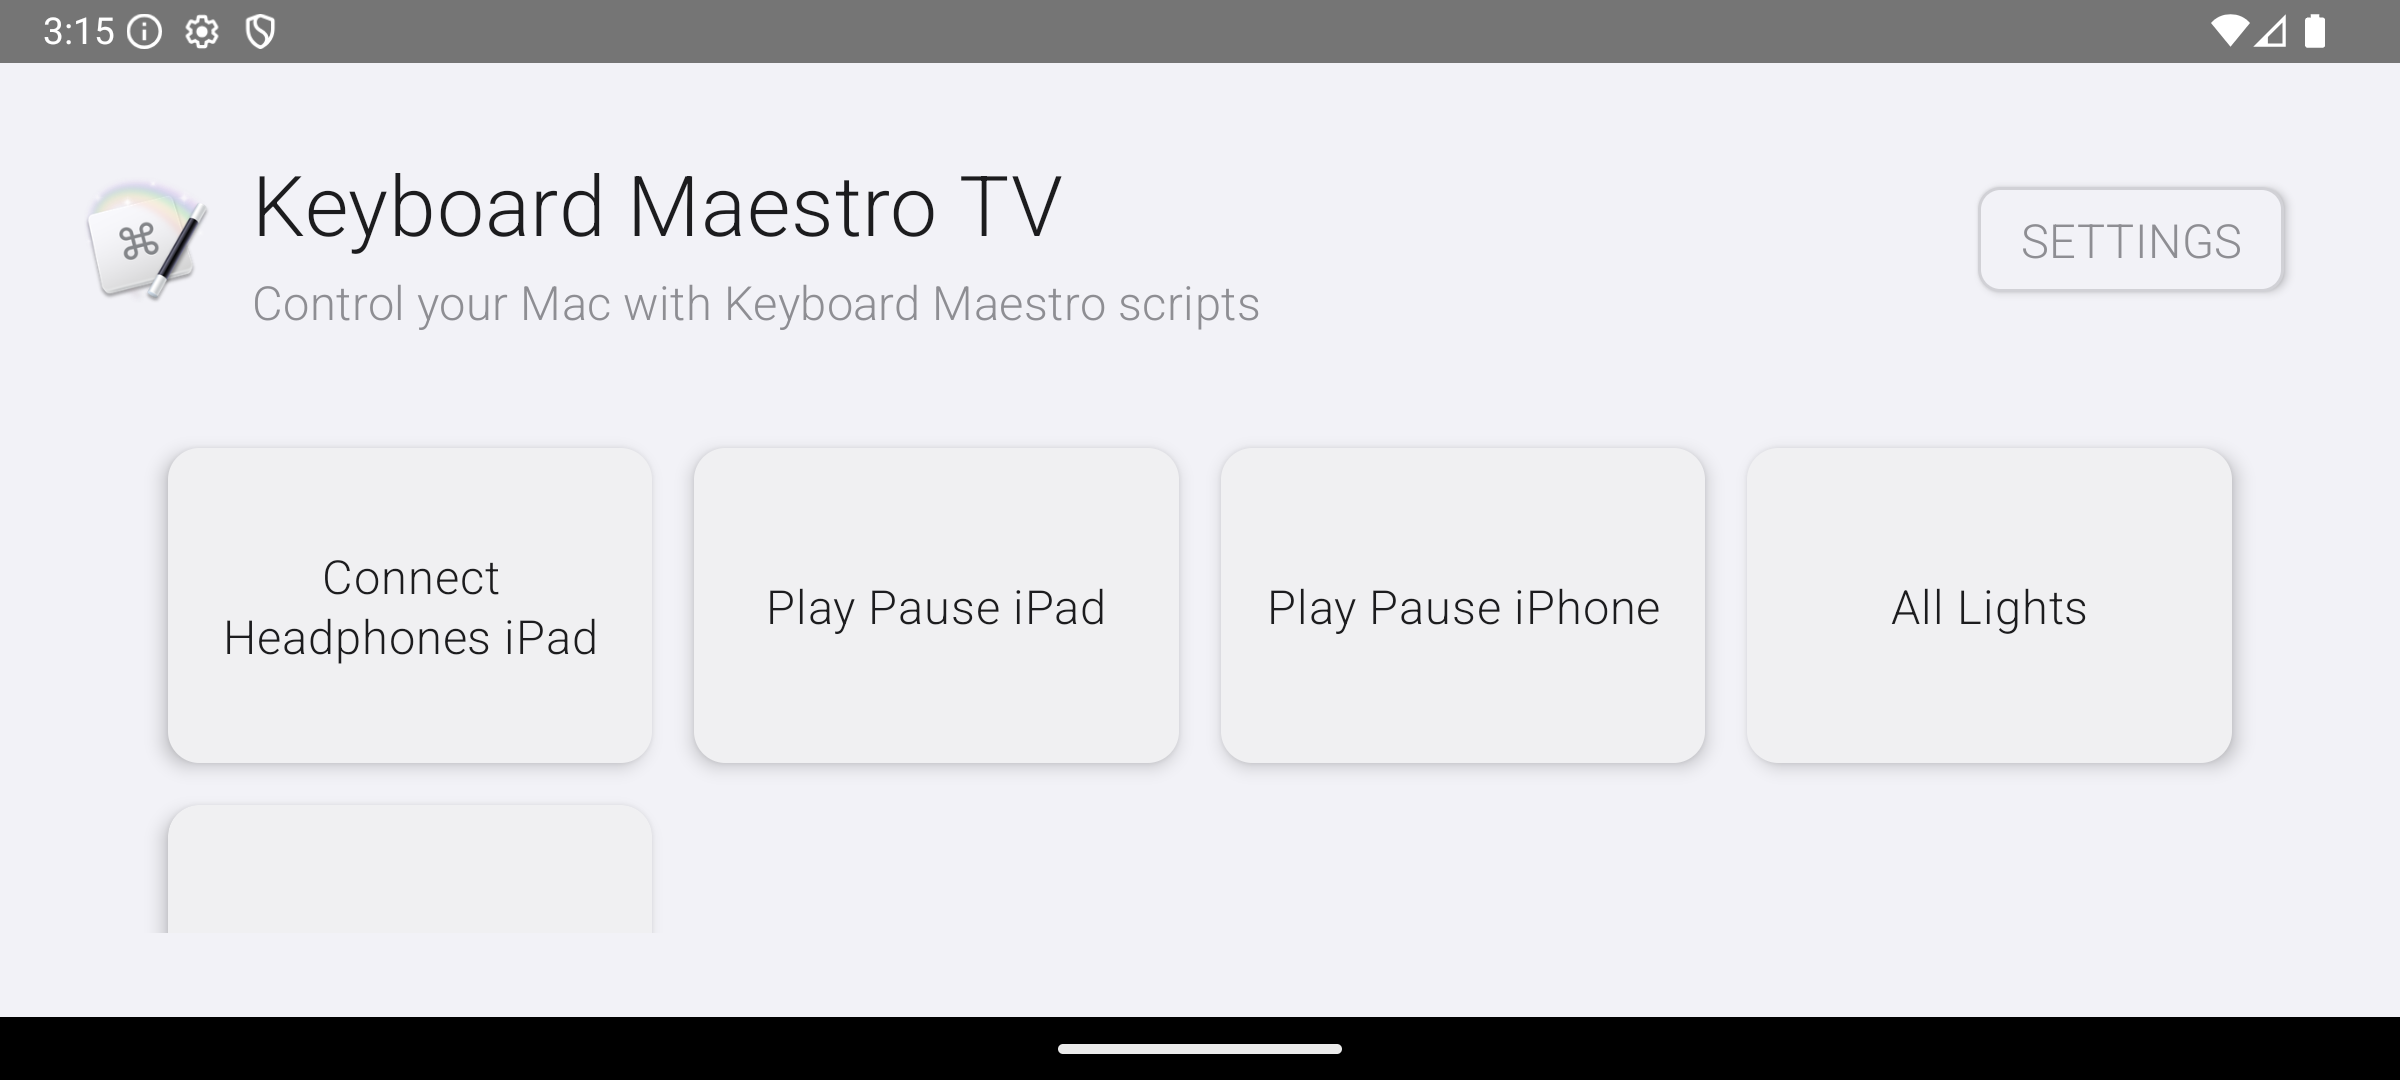 3:15
Keyboard Maestro TV
Control your Mac with Keyboard Maestro scripts
SETTINGS
Connect
Headphones iPad
Play Pause iPad
Play Pause iPhone
All Lights